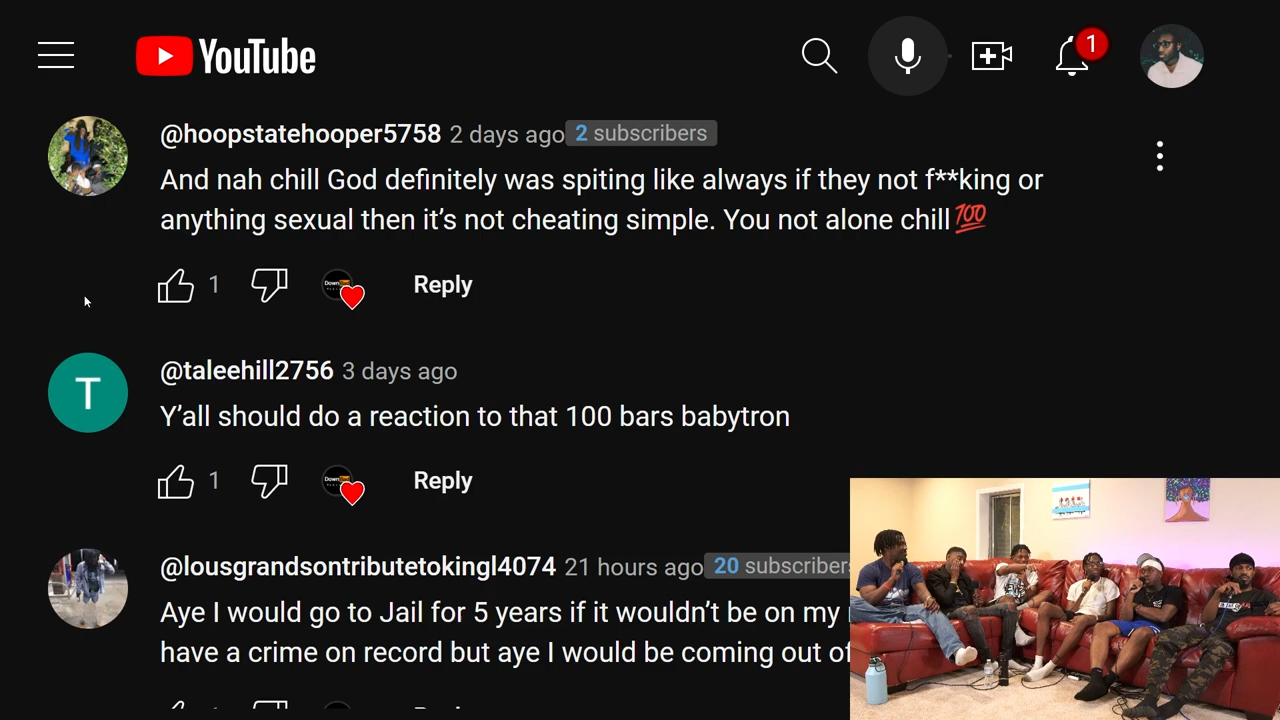 YouTube
1
@hoopstatehooper5758 2 days ago 2 subscribers
And nah chill God definitely was spiting like always if they not f**king or
anything sexual then it’s not cheating simple. You not alone chill💯
1 Reply
@taleehill2756 3 days ago
T
Y’all should do a reaction to that 100 bars babytron
1 Reply
@lousgrandsontributetokingl4074 21 hours ago 20 subscribers
Aye I would go to Jail for 5 years if it wouldn’t be on my
have a crime on record but aye I would be coming out of